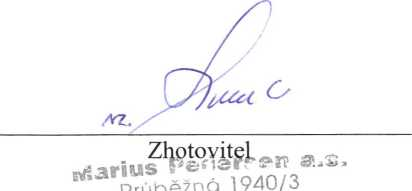 Zhotovitel
Marius Pedersen a.s.
Průběžná 1940/3